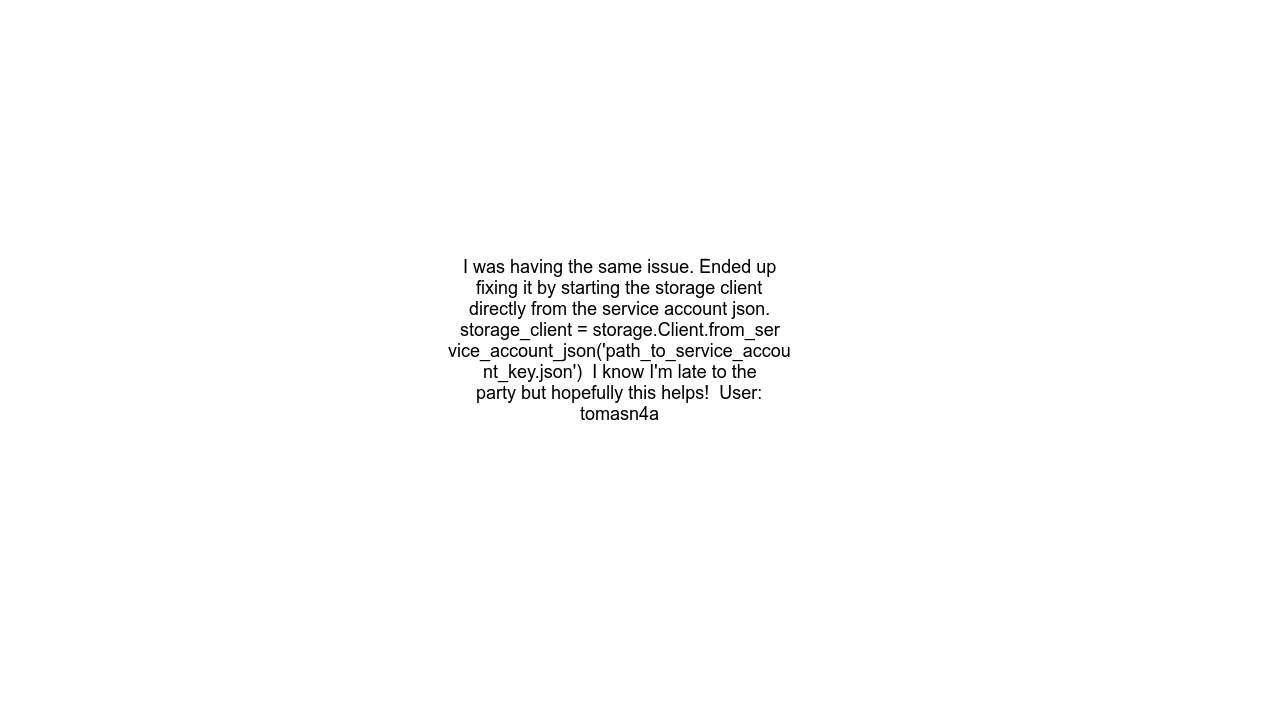 I was having the same issue. Ended up
fixing it by starting the storage client
directly from the service account json.
storage_client = storage.Client.from_ser
vice_account_json('path_to_service_accou
nt_key.json')  I know I'm late to the
party but hopefully this helps!  User:
tomasn4a